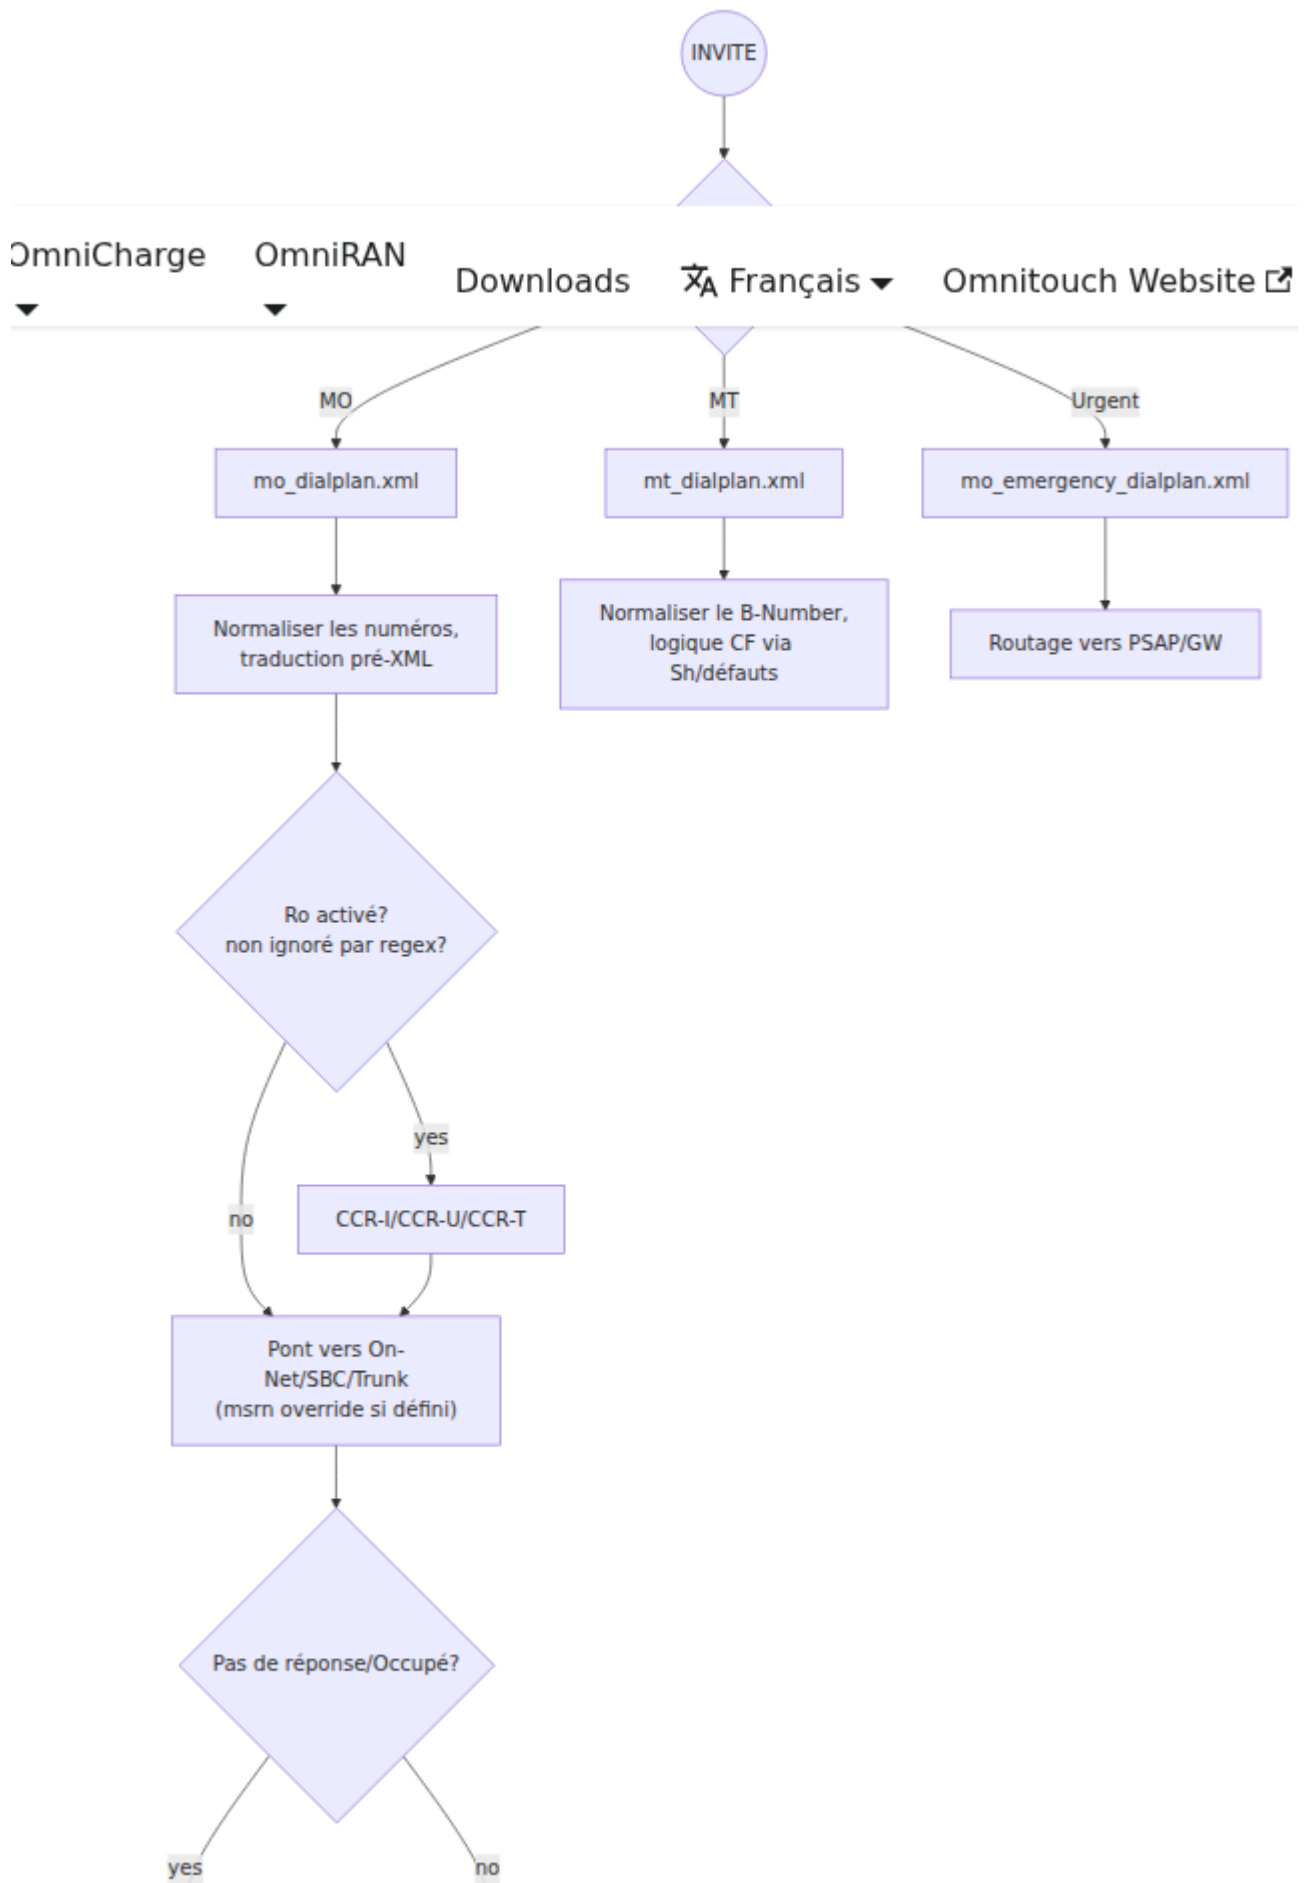 INVITE
OmniCharge
OmniRAN
Downloads
Français
Omnitouch Website
MO
MT
Urgent
mo_dialplan.xml
mt_dialplan.xml
mo_emergency_dialplan.xml
Normaliser les numéros,
traduction pré-XML
Normaliser le B-Number,
logique CF via
Sh/défauts
Routage vers PSAP/GW
Ro activé?
non ignoré par regex?
yes
no
CCR-I/CCR-U/CCR-T
Pont vers On-
Net/SBC/Trunk
(msrn override si défini)
Pas de réponse/Occupé?
yes
no